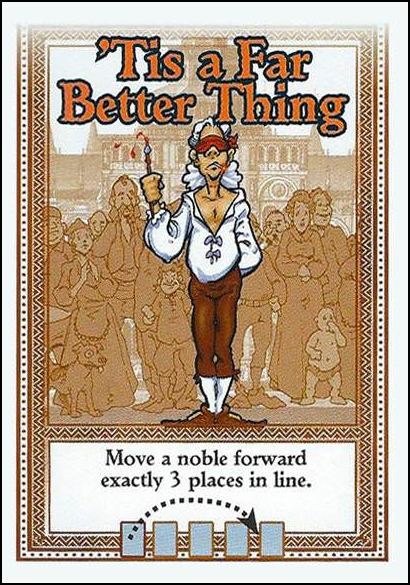 'Tis a Far
Better Thing
Move a noble forward
exactly 3 places in line.